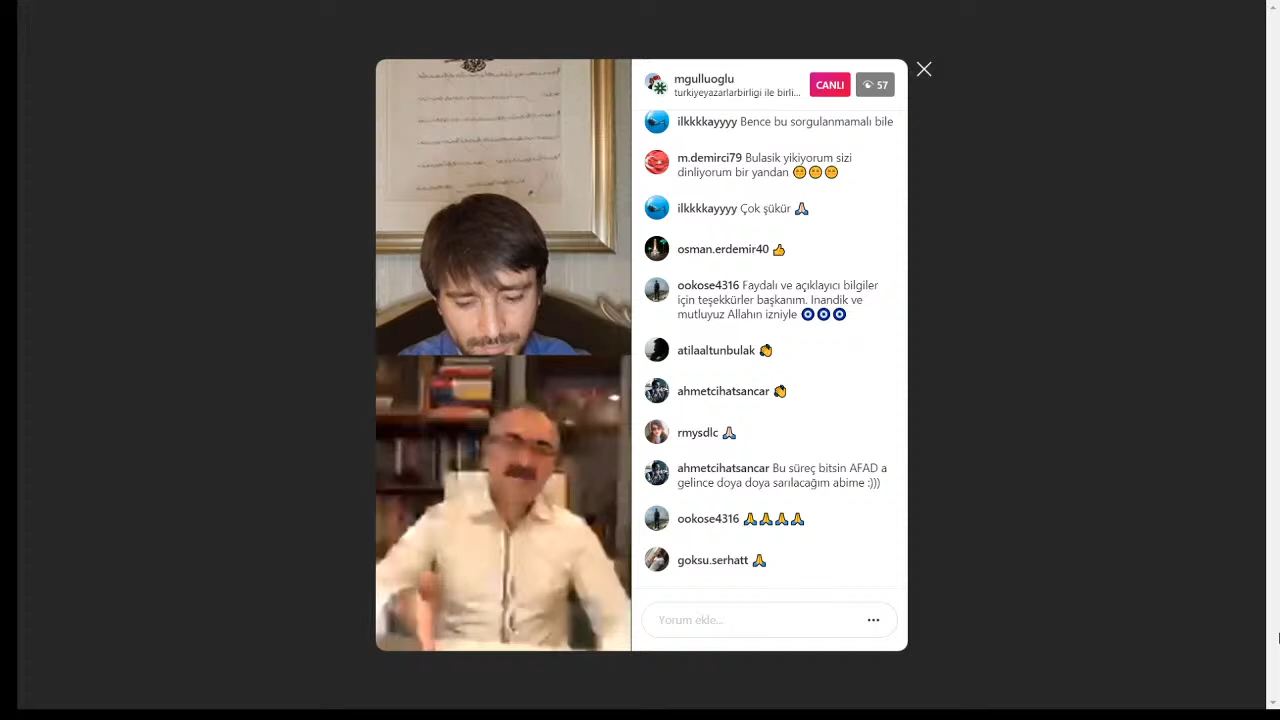 mgulluoglu
turkiyeyazarlarbirligi ile birli...
CANLI
57
ilkkkkayyyy Bence bu sorgulanmamalı bile
m.demirci79 Bulasik yikiyorum sizi
dinliyorum bir yandan 😁😁😁
ilkkkkayyyy Çok şükür 🙏🏻
osman.erdemir40 👍
ookose4316 Faydalı ve açıklayıcı bilgiler
için teşekkürler başkanım. Inandik ve
mutluyuz Allahın izniyle 🧿🧿🧿
atilaaltunbulak 👏
ahmetcihatsancar 👏
rmysdlc 🙏🏻
ahmetcihatsancar Bu süreç bitsin AFAD a
gelince doya doya sarılacağım abime :)))
ookose4316 🙏🙏🙏🙏
goksu.serhatt 🙏
Yorum ekle...